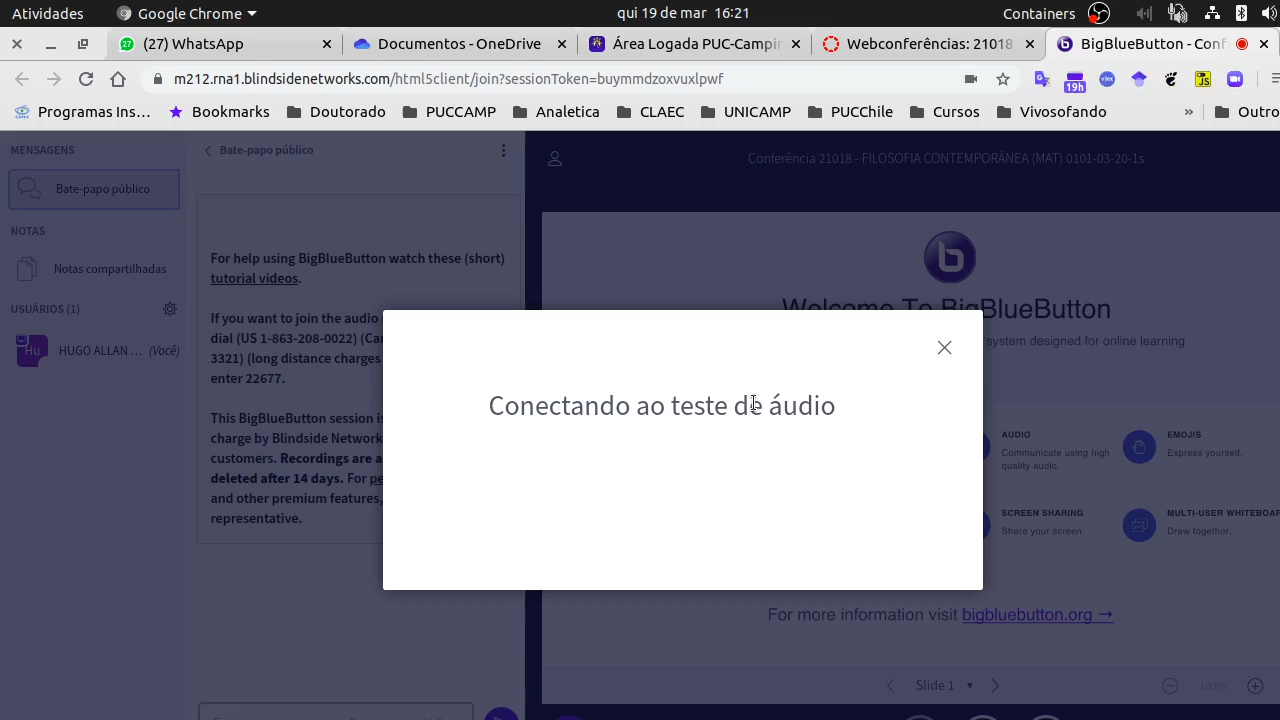 Atividades
Google Chrome
qui 19 de mar 16:21
Containers
27
(27) WhatsApp
Documentos - OneDrive
Área Logada PUC-Campin
Webconferências: 21018
BigBlueButton - Conf
m212.rna1.blindsidenetworks.com/html5client/join?sessionToken=buymmdzoxvuxlpwf
19h
vlex
JS
Programas Ins...
Bookmarks
Doutorado
PUCCAMP
Analetica
CLAEC
UNICAMP
PUCChile
Cursos
Vivosofando
»
Outro
MENSAGENS
Bate-papo público
NOTAS
Notas compartilhadas
USUÁRIOS (1)
Hu
HUGO ALLAN ... (Você)
Bate-papo público
For help using BigBlueButton watch these (short)
tutorial videos.
If you want to join the audio
dial (US 1-863-208-0022) (Ca
3321) (long distance charges
enter 22677.
This BigBlueButton session is
charge by Blindside Network
customers. Recordings are a
deleted after 14 days. For pe
and other premium features,
representative.
Conferência 21018 - FILOSOFIA CONTEMPORÂNEA (MAT) 0101-03-20-1s
b
Welcome To BigBlueButton
system designed for online learning
Conectando ao teste de áudio
AUDIO
Communicate using high
quality audio.
EMOJIS
Express yourself.
SCREEN SHARING
Share your screen.
MULTI-USER WHITEBOA
Draw together.
For more information visit bigbluebutton.org →
Slide 1
100%